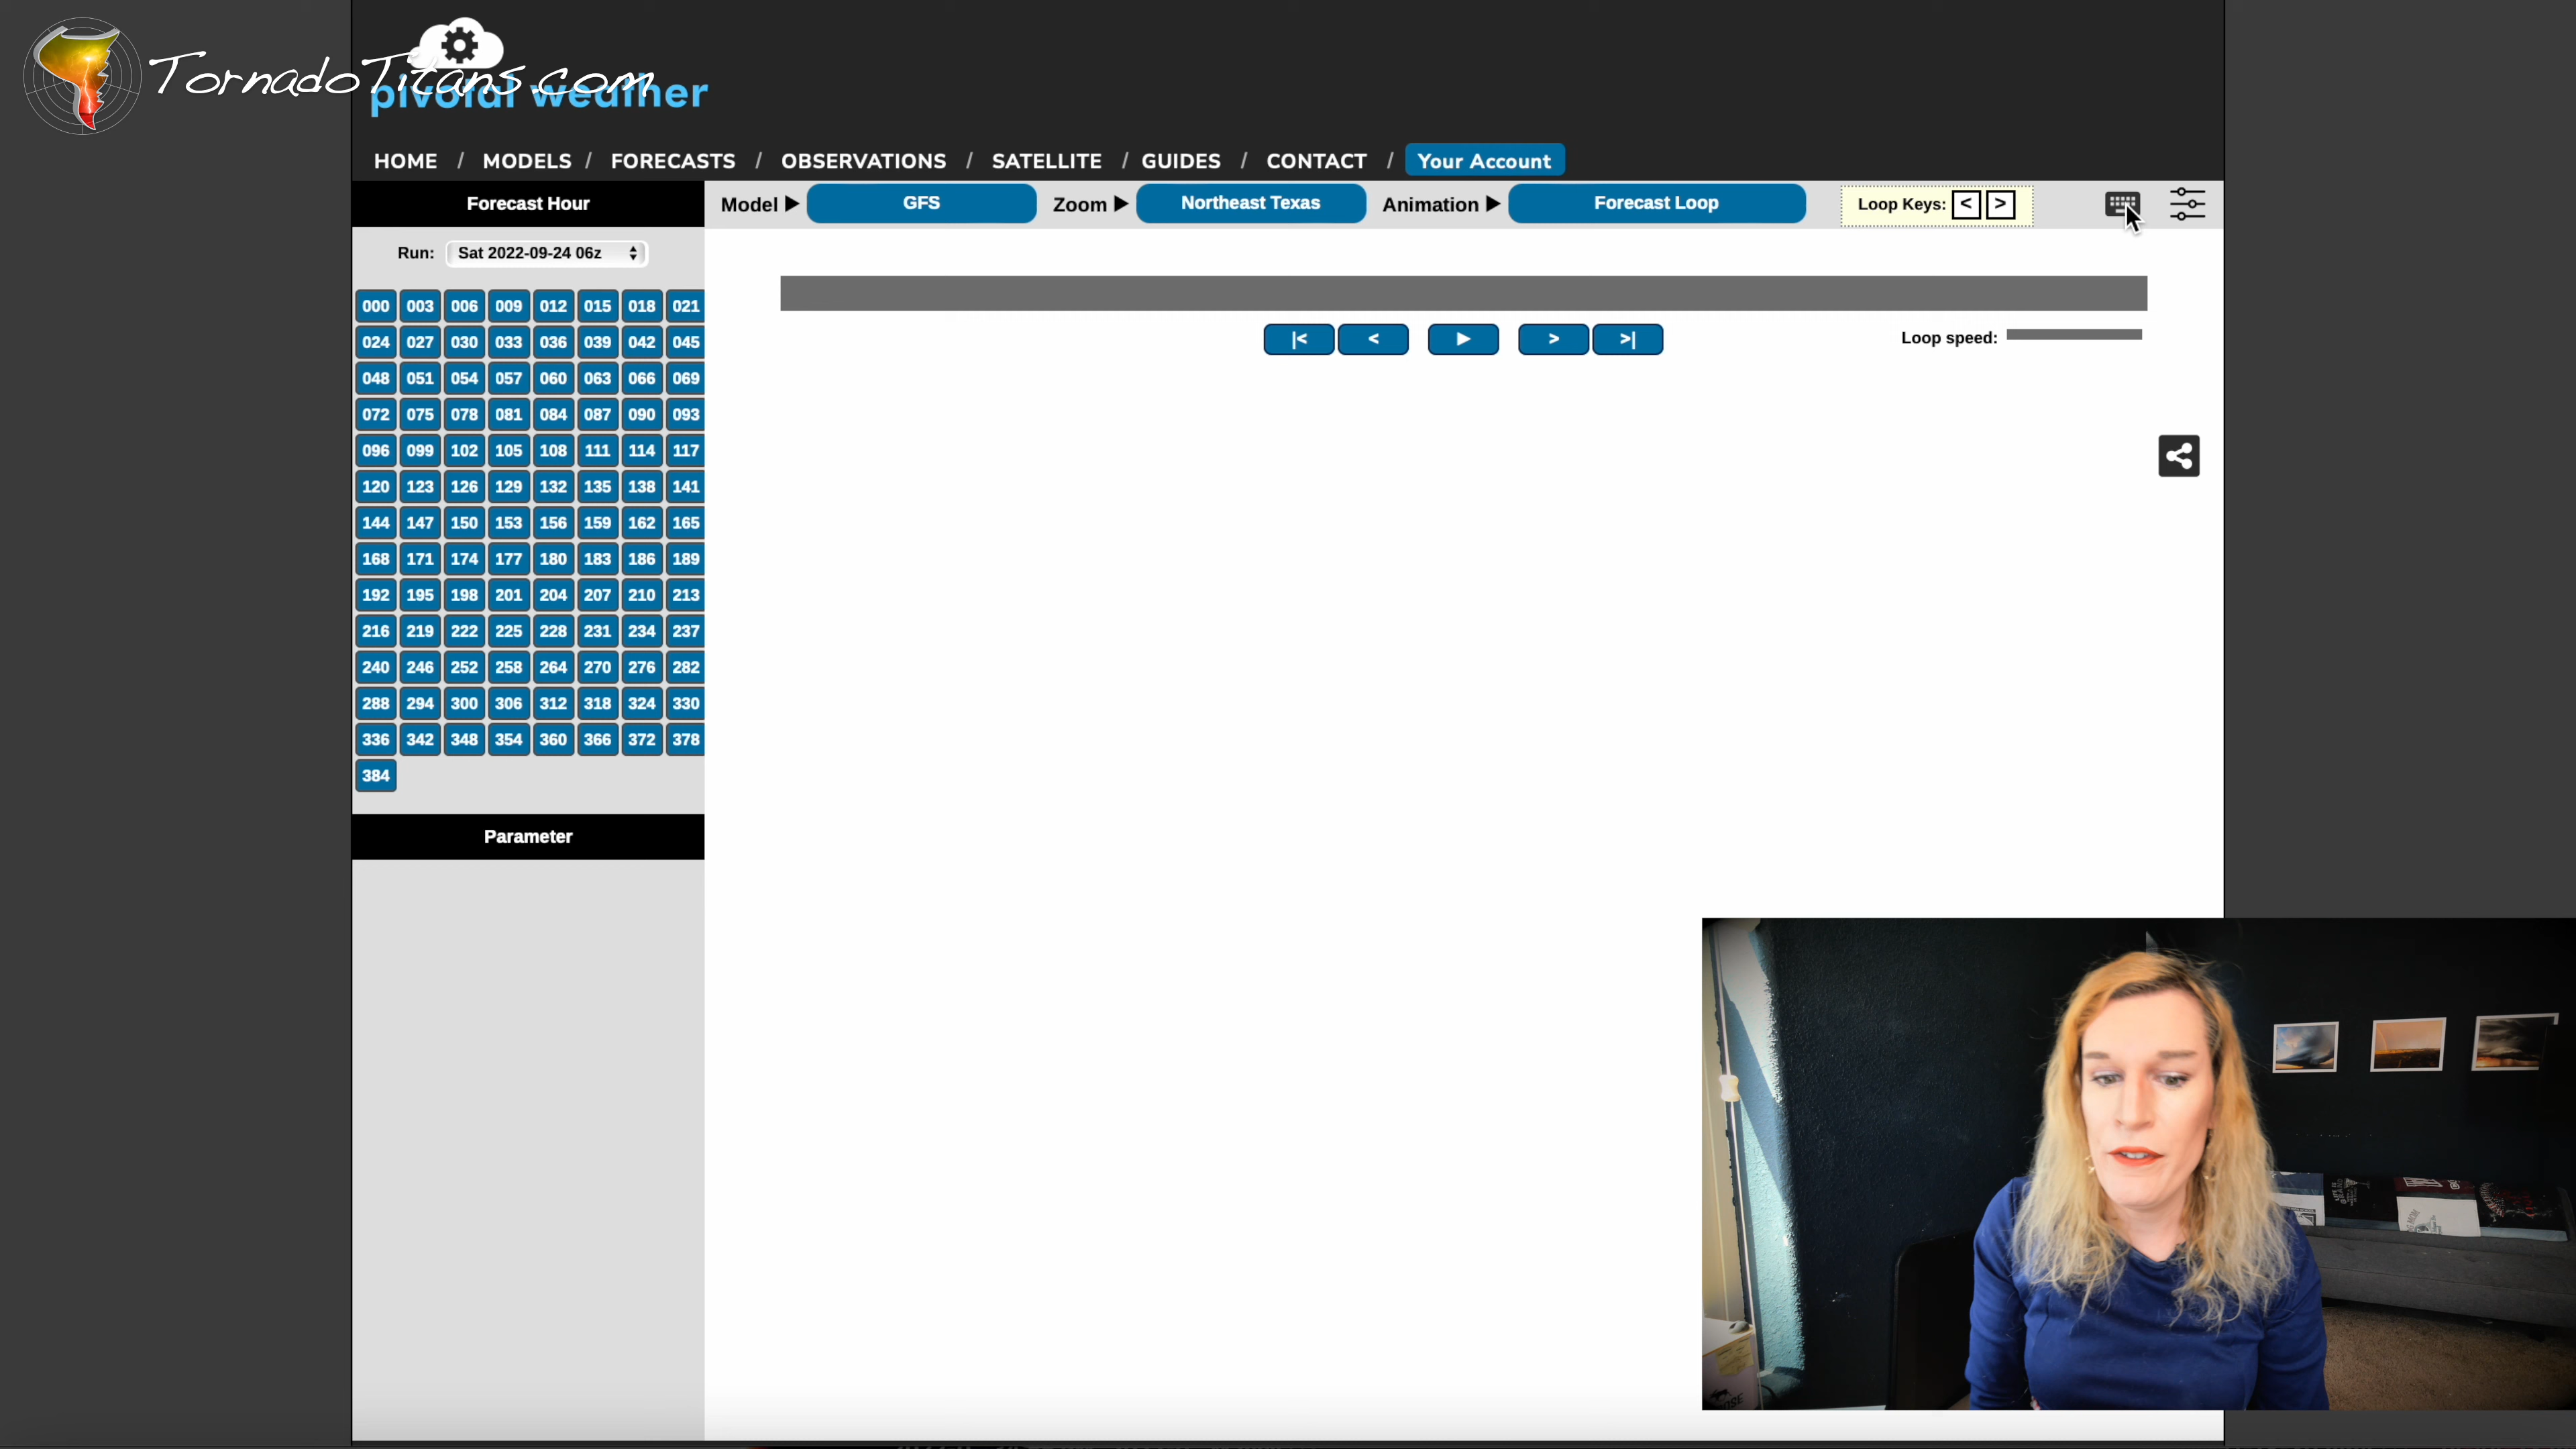 TornadoTitans.com
pivotal weather
HOME / MODELS / FORECASTS / OBSERVATIONS / SATELLITE / GUIDES / CONTACT / Your Account
Forecast Hour
Model ▶ GFS Zoom ▶ Northeast Texas Animation ▶ Forecast Loop Loop Keys: < >
Run: Sat 2022-09-24 06z
000 003 006 009 012 015 018 021
024 027 030 033 036 039 042 045
048 051 054 057 060 063 066 069
072 075 078 081 084 087 090 093
096 099 102 105 108 111 114 117
120 123 126 129 132 135 138 141
144 147 150 153 156 159 162 165
168 171 174 177 180 183 186 189
192 195 198 201 204 207 210 213
216 219 222 225 228 231 234 237
240 246 252 258 264 270 276 282
288 294 300 306 312 318 324 330
336 342 348 354 360 366 372 378
384
|< < ▶ > >|
Loop speed:
Parameter